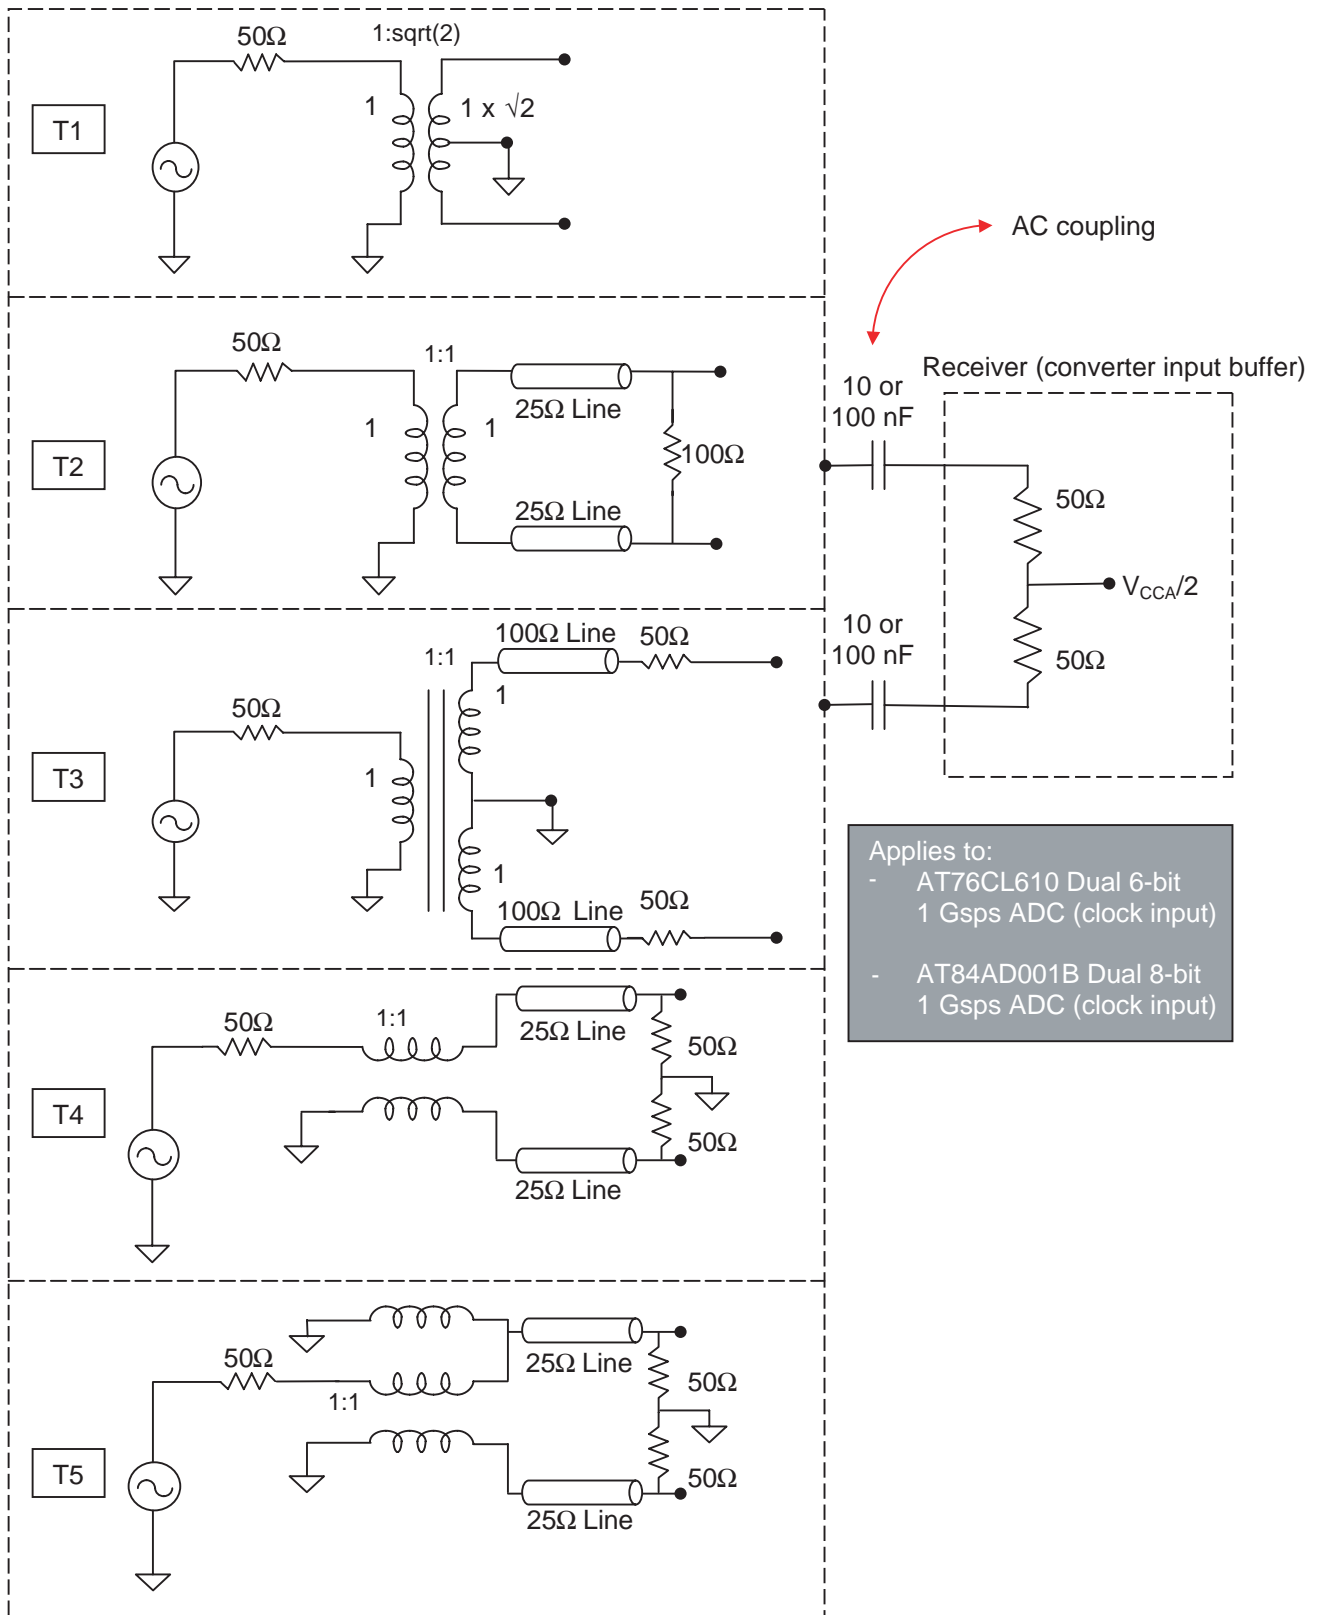 50Ω
1:sqrt(2)
T1
1
1 x √2
AC coupling
50Ω
1:1
25Ω Line
T2
1
1
100Ω
25Ω Line
10 or
100 nF
Receiver (converter input buffer)
50Ω
V_CCA/2
10 or
100 nF
50Ω
100Ω Line
50Ω
1:1
1
50Ω
T3
1
1
100Ω Line
50Ω
Applies to:
- AT76CL610 Dual 6-bit
1 Gsps ADC (clock input)
- AT84AD001B Dual 8-bit
1 Gsps ADC (clock input)
50Ω
1:1
25Ω Line
50Ω
T4
50Ω
25Ω Line
50Ω
25Ω Line
1:1
50Ω
T5
50Ω
25Ω Line